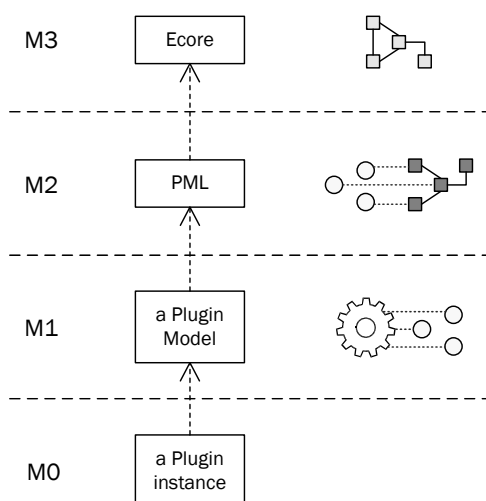 M3
Ecore
M2
PML
M1
a Plugin
Model
M0
a Plugin
instance